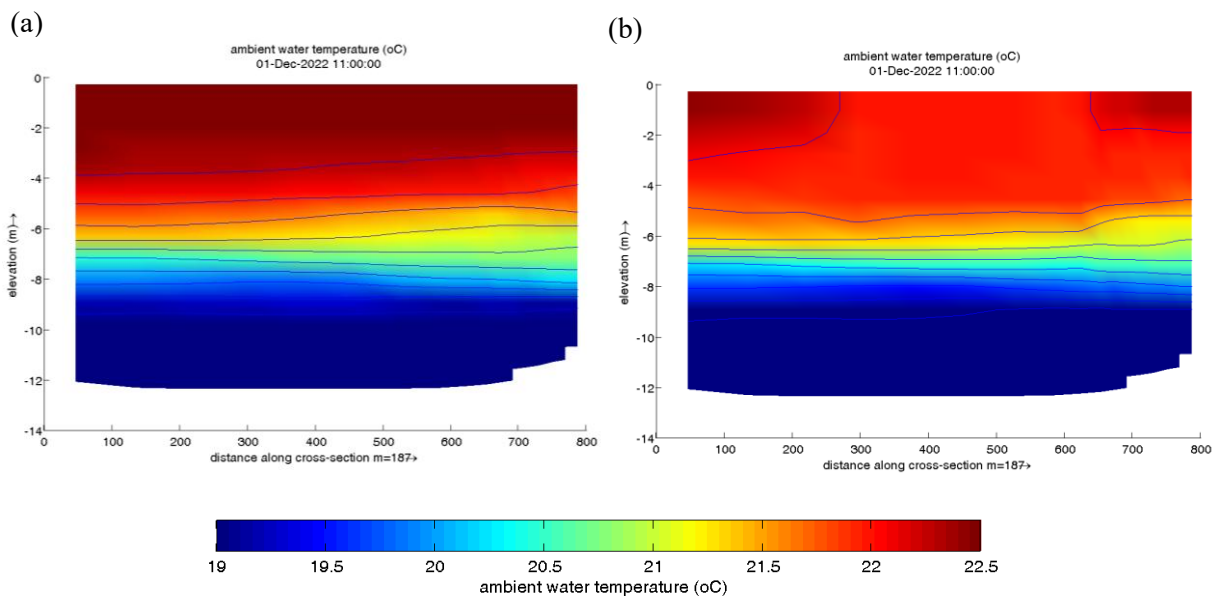 (a)
ambient water temperature (oC)
01-Dec-2022 11:00:00
0
-2
-4
-6
-8
-10
-12
-14
elevation (m)→
0 100 200 300 400 500 600 700 800
distance along cross-section m=187→
(b)
ambient water temperature (oC)
01-Dec-2022 11:00:00
0
-2
-4
-6
-8
-10
-12
-14
elevation (m)→
0 100 200 300 400 500 600 700 800
distance along cross-section m=187→
19 19.5 20 20.5 21 21.5 22 22.5
ambient water temperature (oC)